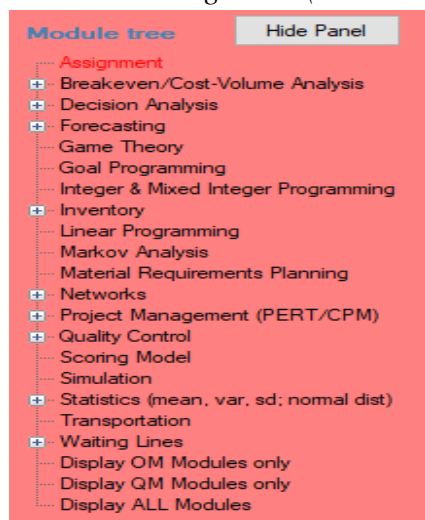 Module tree
Hide Panel
Assignment
Breakeven/Cost-Volume Analysis
Decision Analysis
Forecasting
Game Theory
Goal Programming
Integer & Mixed Integer Programming
Inventory
Linear Programming
Markov Analysis
Material Requirements Planning
Networks
Project Management (PERT/CPM)
Quality Control
Scoring Model
Simulation
Statistics (mean, var, sd; normal dist)
Transportation
Waiting Lines
Display OM Modules only
Display QM Modules only
Display ALL Modules